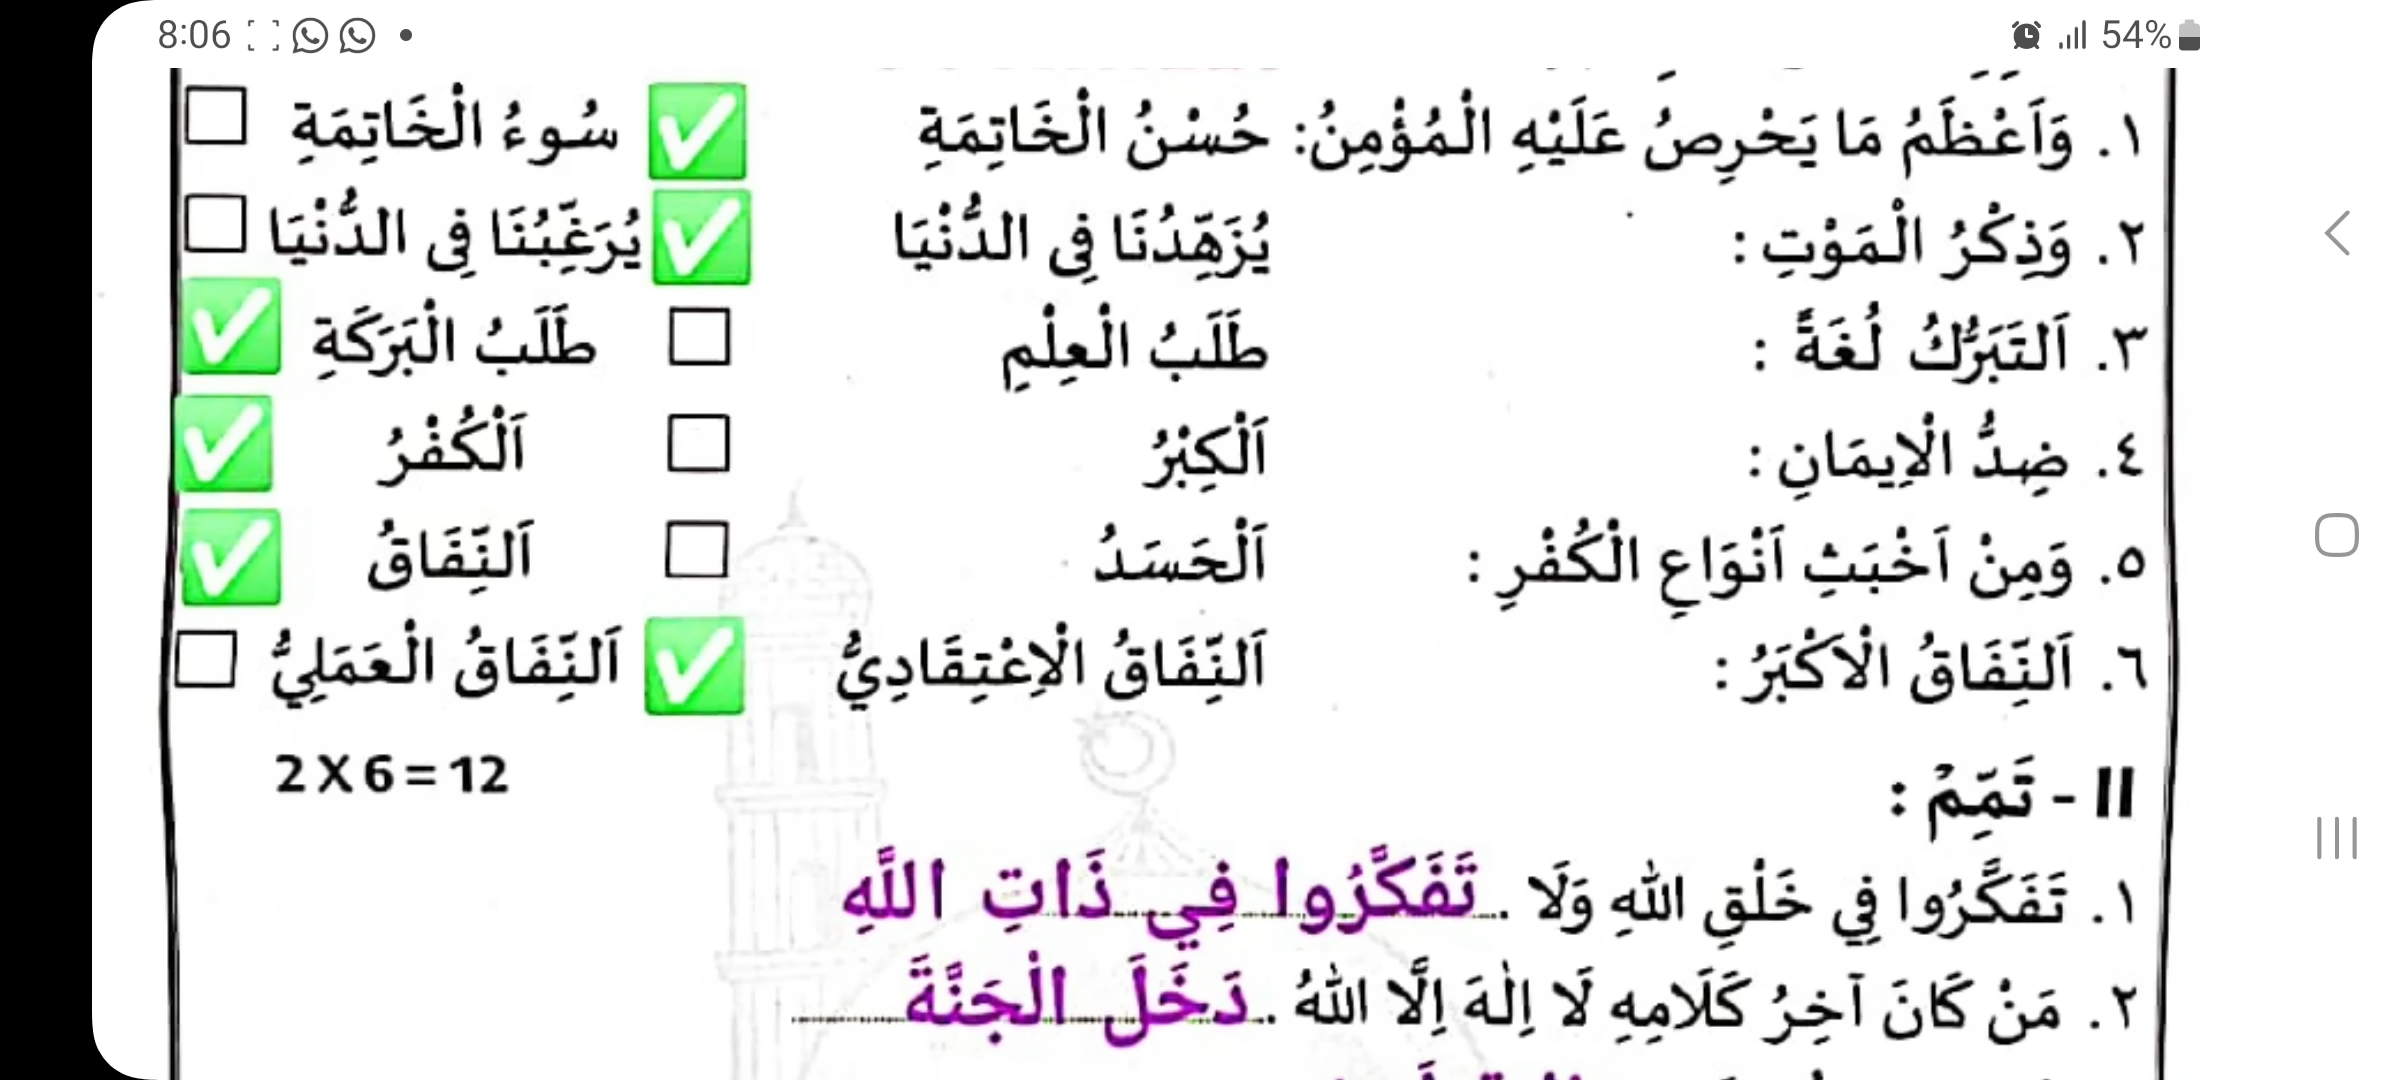 8:06 54%
١. وَاَعْظَمُ مَا يَحْرِصُ عَلَيْهِ الْمُؤْمِنُ: حُسْنُ الْخَاتِمَةِ ✅ سُوءُ الْخَاتِمَةِ ☐
٢. وَذِكْرُ الْمَوْتِ : يُزَهِّدُنَا فِى الدُّنْيَا ✅ يُرَغِّبُنَا فِى الدُّنْيَا ☐
٣. اَلتَبَرُّكُ لُغَةً : طَلَبُ الْعِلْمِ ☐ طَلَبُ الْبَرَكَةِ ✅
٤. ضِدُّ الْاِيمَانِ : اَلْكِبْرُ ☐ اَلْكُفْرُ ✅
٥. وَمِنْ اَخْبَثِ اَنْوَاعِ الْكُفْرِ : اَلْحَسَدُ ☐ اَلنِّفَاقُ ✅
٦. اَلنِّفَاقُ الْاَكْبَرُ : اَلنِّفَاقُ الْاِعْتِقَادِيُّ ✅ اَلنِّفَاقُ الْعَمَلِيُّ ☐
2 X 6 = 12
II - تَمِّمْ :
١. تَفَكَّرُوا فِي خَلْقِ اللهِ وَلَا تَفَكَّرُوا فِي ذَاتِ اللَّهِ
٢. مَنْ كَانَ آخِرُ كَلَامِهِ لَا اِلٰهَ اِلَّا اللهُ دَخَلَ الْجَنَّةَ